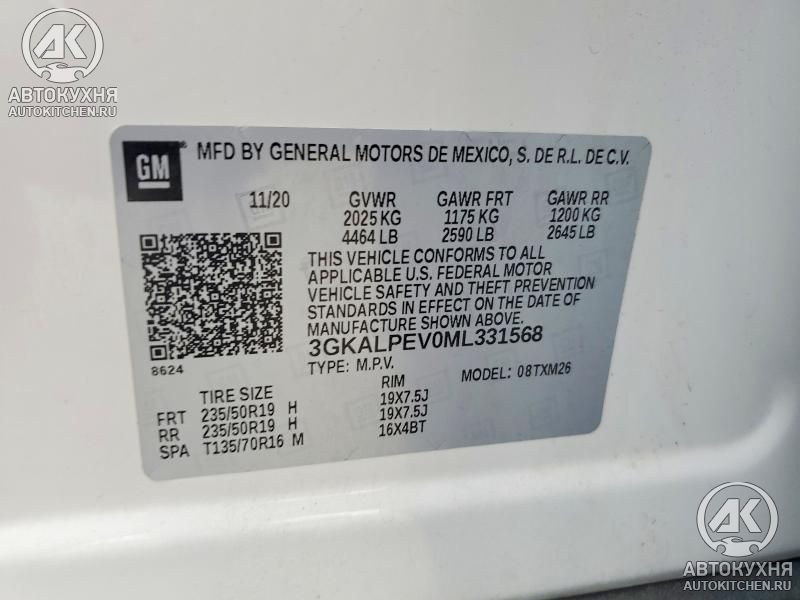 AK
АВТОКУХНЯ
AUTOKITCHEN.RU
GM
MFD BY GENERAL MOTORS DE MEXICO, S. DE R.L. DE C.V.
11/20 GVWR GAWR FRT GAWR RR
2025 KG 1175 KG 1200 KG
4464 LB 2590 LB 2645 LB
THIS VEHICLE CONFORMS TO ALL
APPLICABLE U.S. FEDERAL MOTOR
VEHICLE SAFETY AND THEFT PREVENTION
STANDARDS IN EFFECT ON THE DATE OF
MANUFACTURE SHOWN ABOVE.
3GKALPEV0ML331568
8624
TYPE: M.P.V. MODEL: 08TXM26
TIRE SIZE RIM
FRT 235/50R19 H 19X7.5J
RR 235/50R19 H 19X7.5J
SPA T135/70R16 M 16X4BT
AK
АВТОКУХНЯ
AUTOKITCHEN.RU